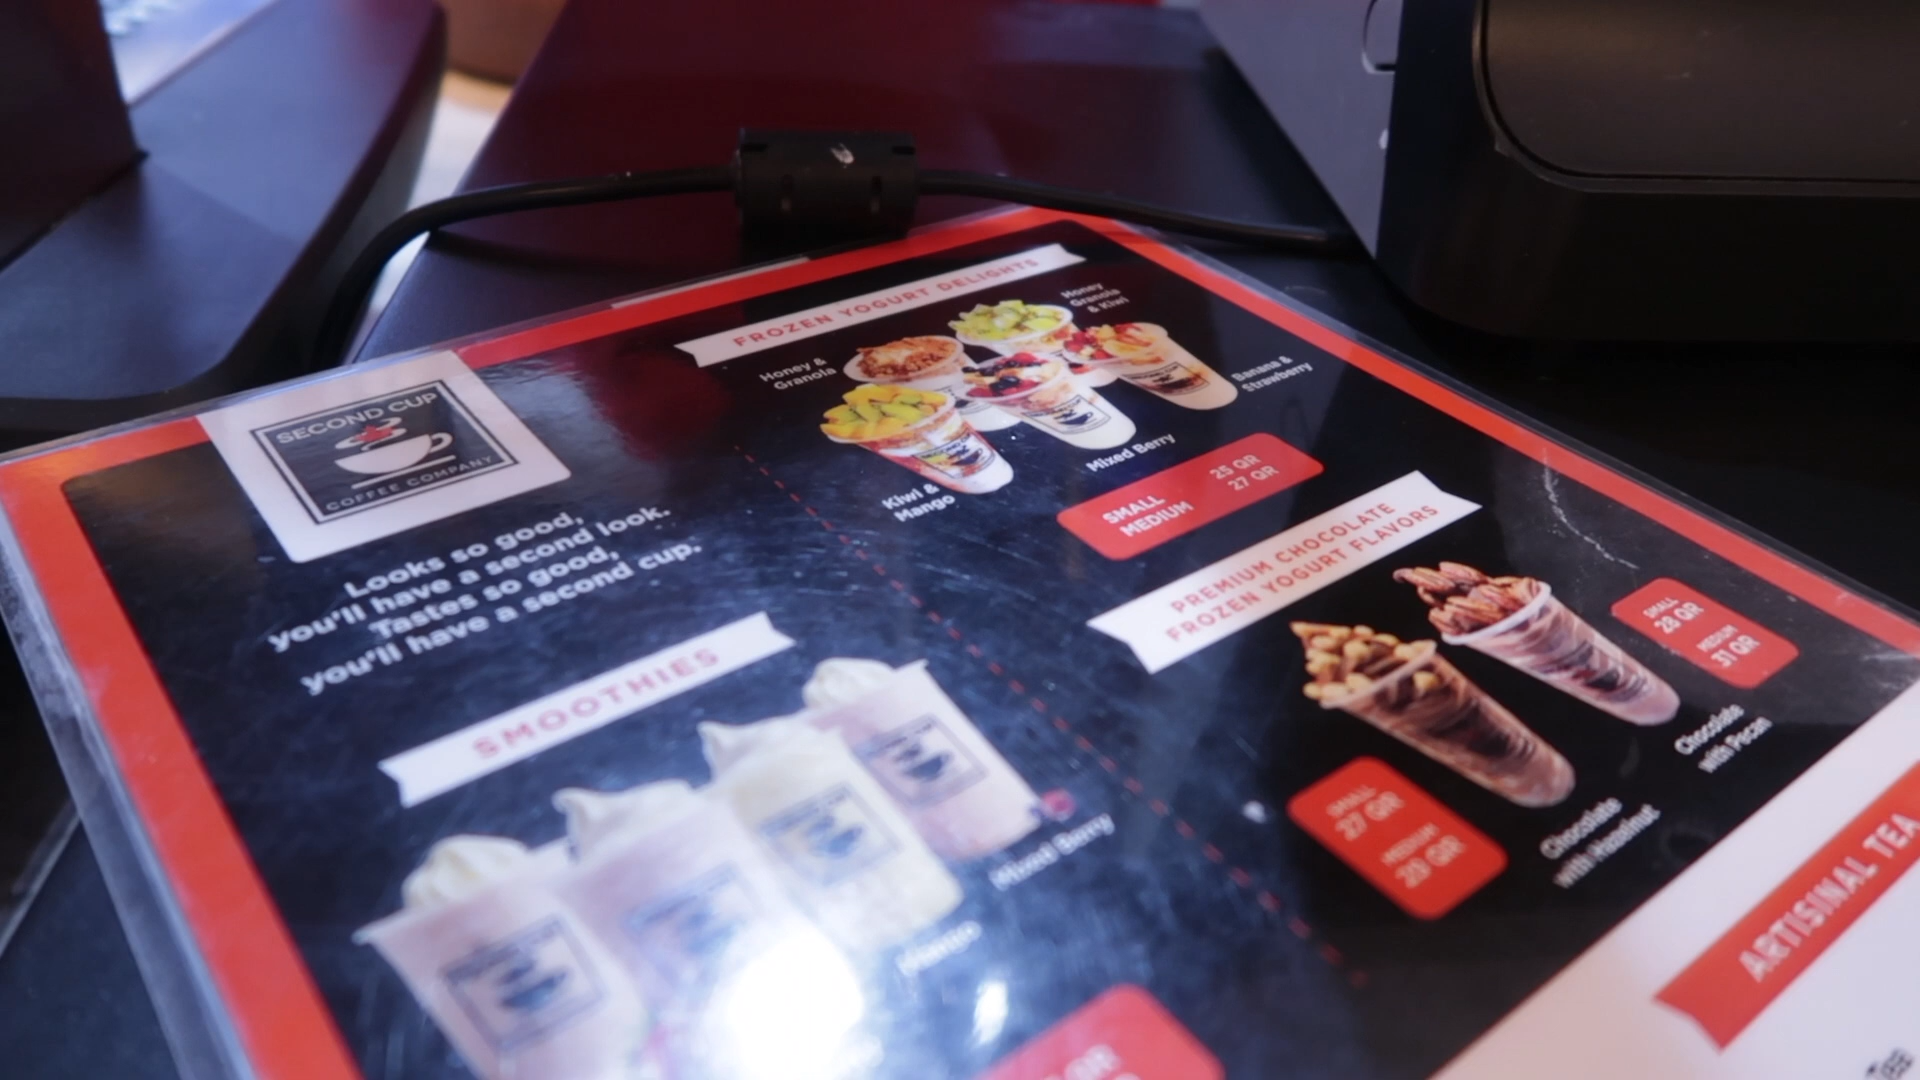 SECOND CUP
COFFEE COMPANY
Looks so good,
you'll have a second look.
Tastes so good,
you'll have a second cup.
SMOOTHIES
Mixed Berry
Mango
FROZEN YOGURT DELIGHTS
Honey &
Granola
Honey
Granola
& Kiwi
Banana &
Strawberry
Mixed Berry
Kiwi &
Mango
SMALL 25 QR
MEDIUM 27 QR
PREMIUM CHOCOLATE
FROZEN YOGURT FLAVORS
SMALL
28 QR
MEDIUM
31 QR
Chocolate
with Pecan
SMALL
27 QR
MEDIUM
QR
Chocolate
with Hazelnut
ARTISINAL TEA
QR